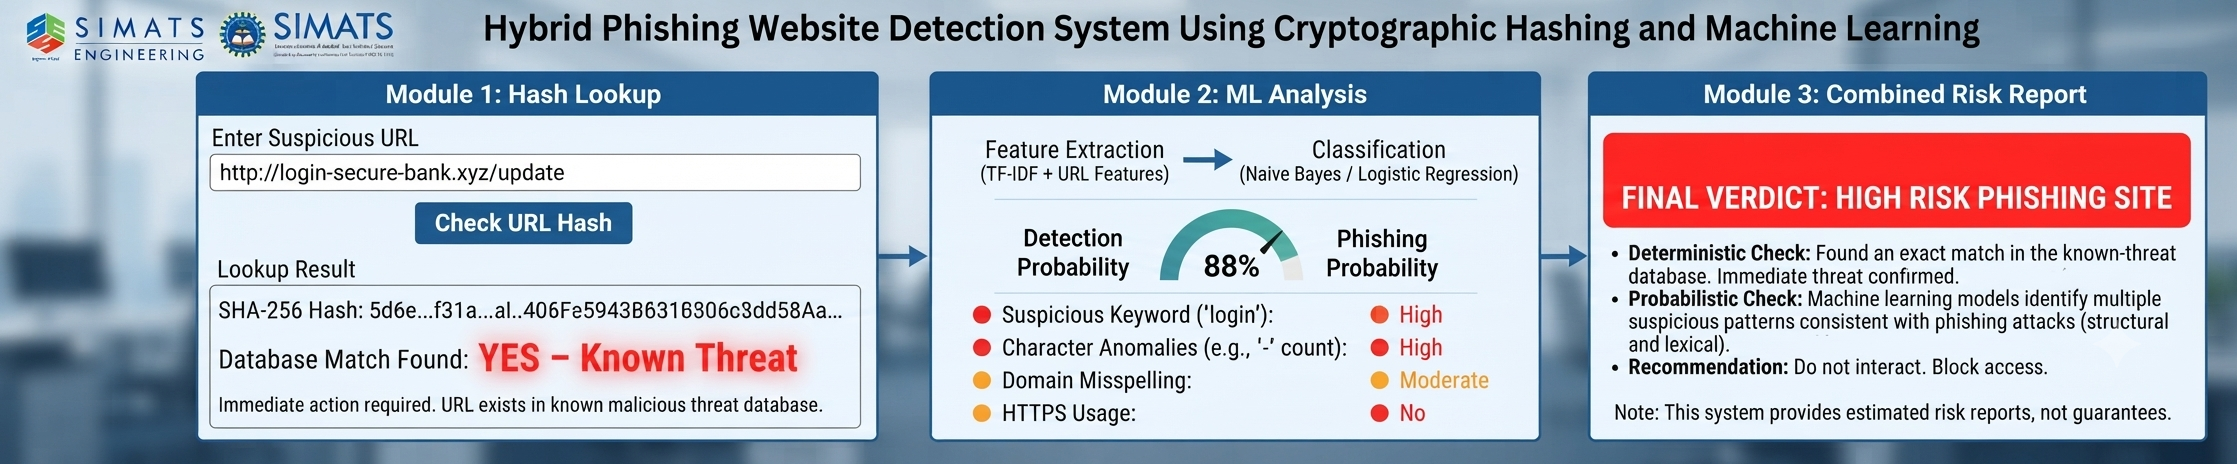 SIMATS
ENGINEERING
SIMATS
Hybrid Phishing Website Detection System Using Cryptographic Hashing and Machine Learning
Module 1: Hash Lookup
Enter Suspicious URL
http://login-secure-bank.xyz/update
Check URL Hash
Lookup Result
SHA-256 Hash: 5d6e...f31a...al..406Fe5943B6316306c3dd58Aa...
Database Match Found: YES – Known Threat
Immediate action required. URL exists in known malicious threat database.
Module 2: ML Analysis
Feature Extraction
(TF-IDF + URL Features)
Classification
(Naive Bayes / Logistic Regression)
Detection
Probability
88%
Phishing
Probability
Suspicious Keyword ('login'): High
Character Anomalies (e.g., '-' count): High
Domain Misspelling: Moderate
HTTPS Usage: No
Module 3: Combined Risk Report
FINAL VERDICT: HIGH RISK PHISHING SITE
• Deterministic Check: Found an exact match in the known-threat
database. Immediate threat confirmed.
• Probabilistic Check: Machine learning models identify multiple
suspicious patterns consistent with phishing attacks (structural
and lexical).
• Recommendation: Do not interact. Block access.
Note: This system provides estimated risk reports, not guarantees.